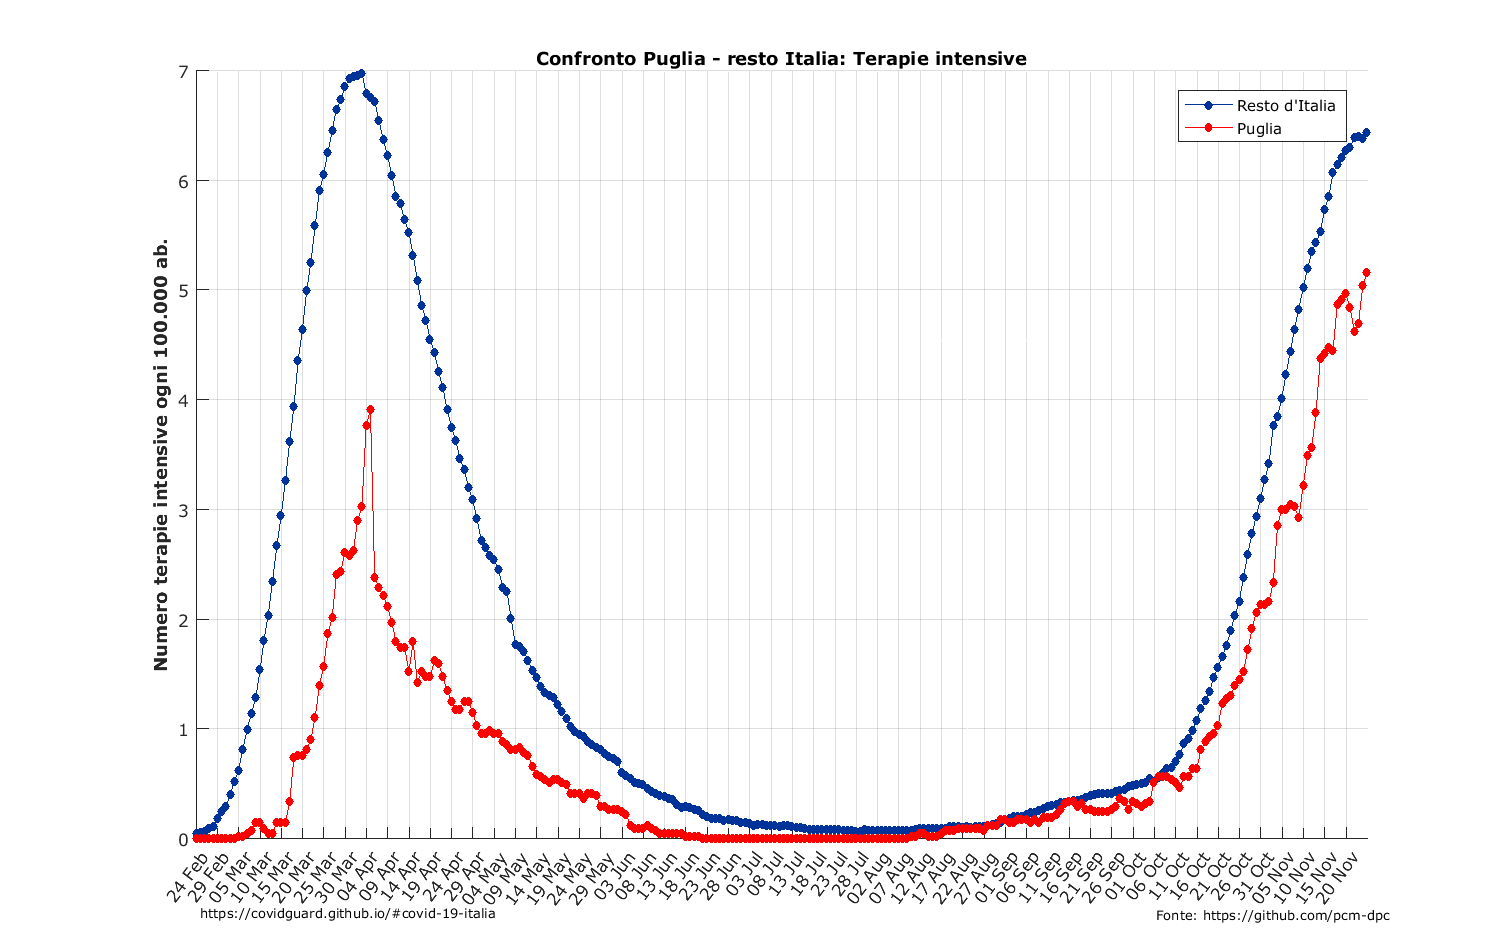 Confronto Puglia - resto Italia: Terapie intensive
Resto d'Italia
Puglia
Numero terapie intensive ogni 100.000 ab.
7
6
5
4
3
2
1
0
24 Feb
29 Feb
05 Mar
10 Mar
15 Mar
20 Mar
25 Mar
30 Mar
04 Apr
09 Apr
14 Apr
19 Apr
24 Apr
29 Apr
04 May
09 May
14 May
19 May
24 May
29 May
03 Jun
08 Jun
13 Jun
18 Jun
23 Jun
28 Jun
03 Jul
08 Jul
13 Jul
18 Jul
23 Jul
28 Jul
02 Aug
07 Aug
12 Aug
17 Aug
22 Aug
27 Aug
01 Sep
06 Sep
11 Sep
16 Sep
21 Sep
26 Sep
01 Oct
06 Oct
11 Oct
16 Oct
21 Oct
26 Oct
31 Oct
05 Nov
10 Nov
15 Nov
20 Nov
https://covidguard.github.io/#covid-19-italia
Fonte: https://github.com/pcm-dpc